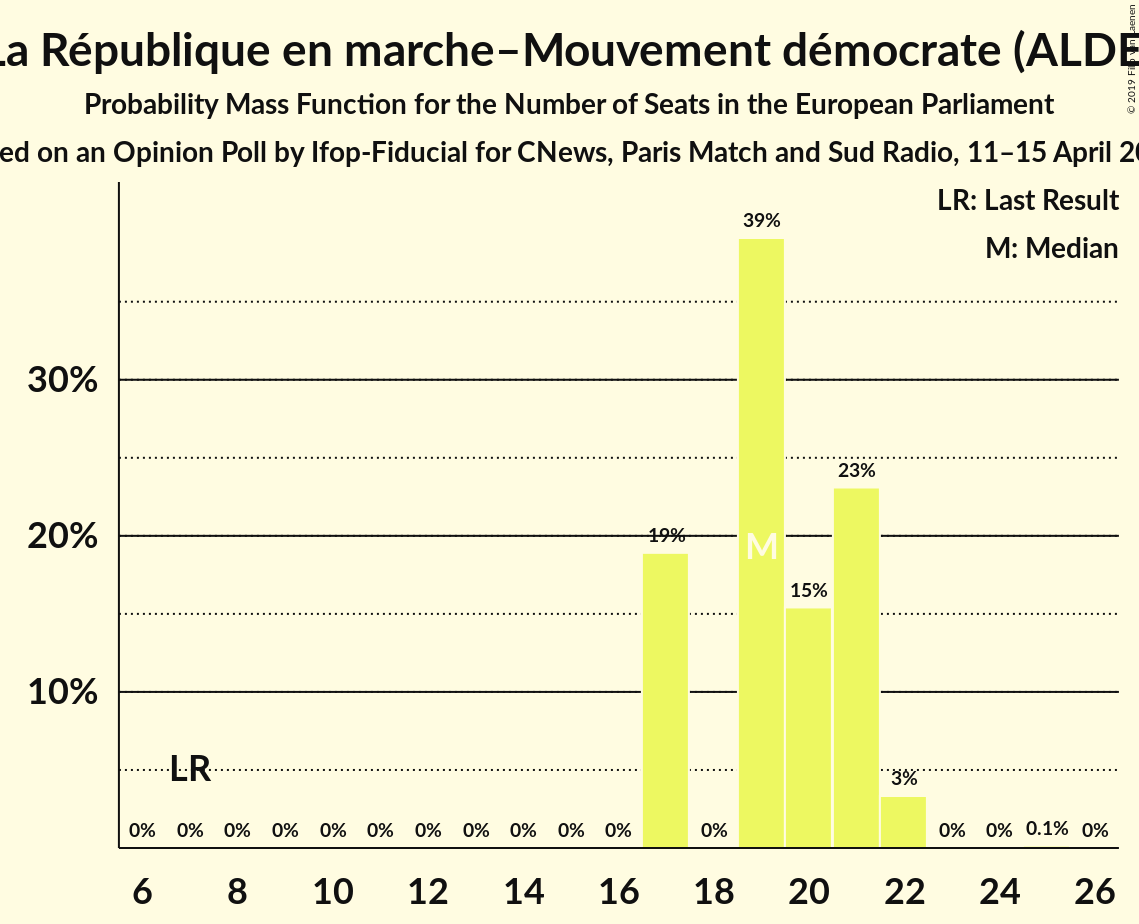 La République en marche–Mouvement démocrate (ALDE
Probability Mass Function for the Number of Seats in the European Parliament
ed on an Opinion Poll by Ifop-Fiducial for CNews, Paris Match and Sud Radio, 11–15 April 20
© 2019
LR: Last Result
M: Median
39%
30%
23%
20%
19%
M
15%
10%
LR
3%
0% 0% 0% 0% 0% 0% 0% 0% 0% 0% 0% 0% 0% 0% 0.1% 0%
6 8 10 12 14 16 18 20 22 24 26